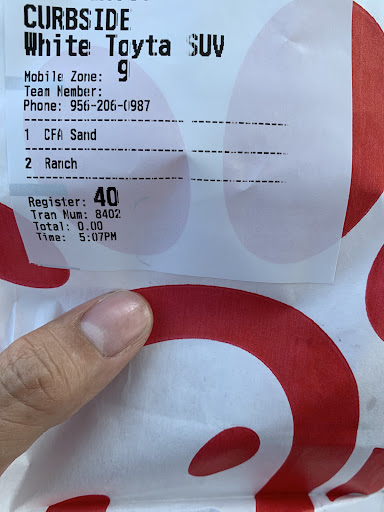 CURBSIDE
White Toyta SUV
Mobile Zone: 9
Team Member:
Phone: 956-206-0987
1 CFA Sand
2 Ranch
Register: 40
Tran Num: 8402
Total: 0.00
Time: 5:07PM